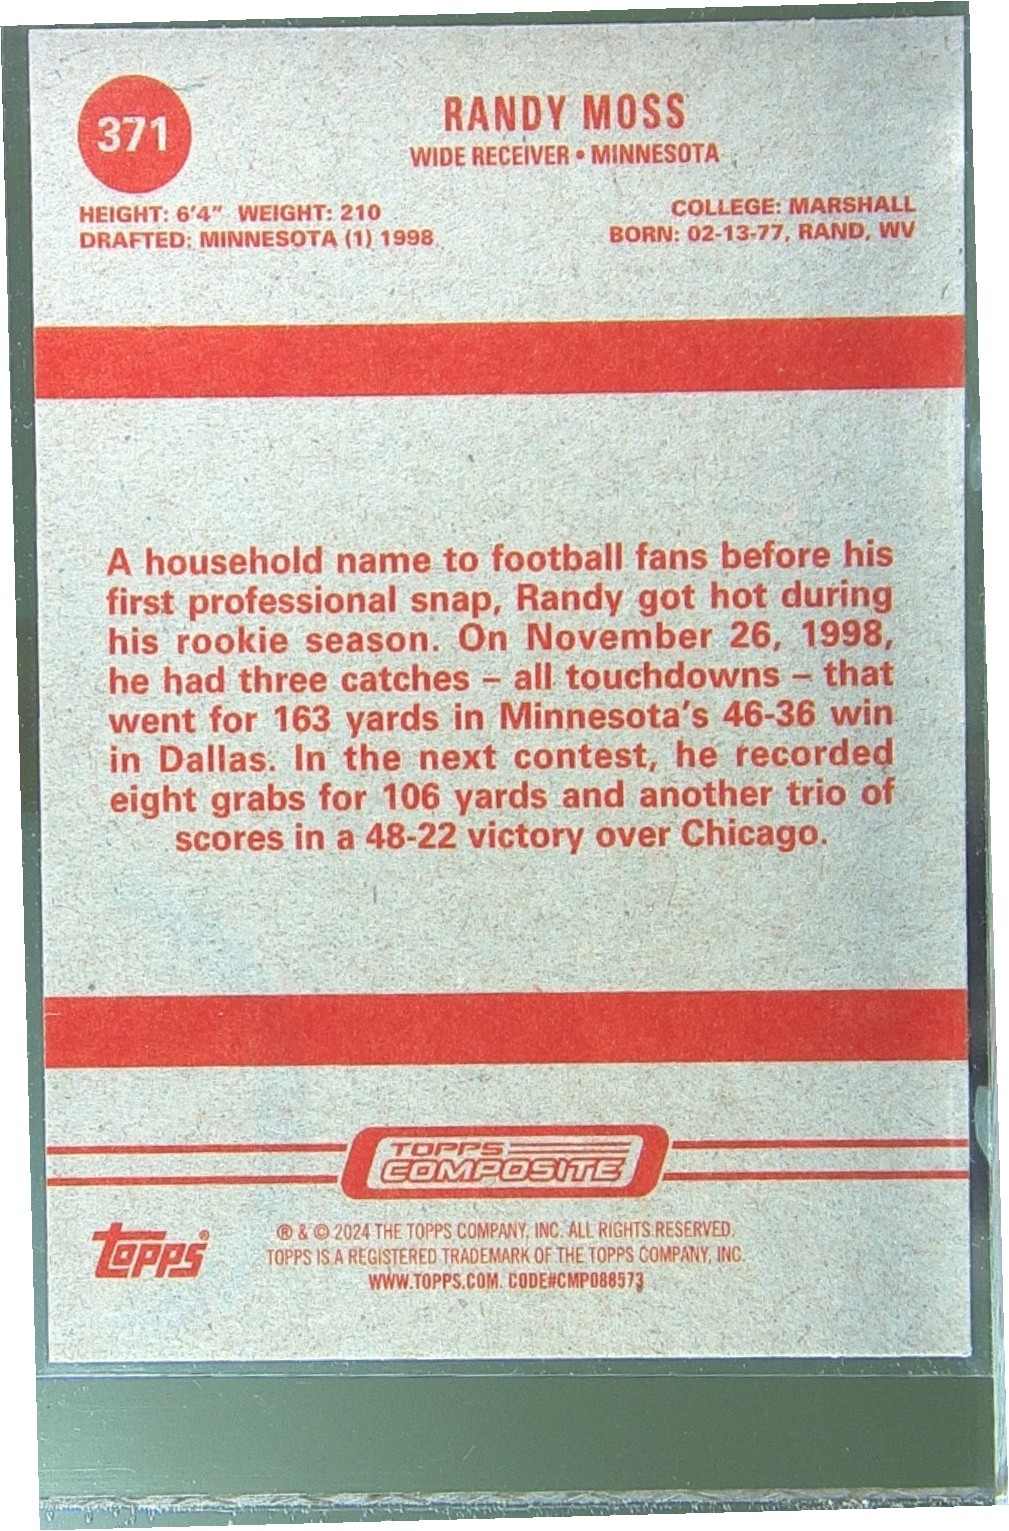 371
RANDY MOSS
WIDE RECEIVER • MINNESOTA
HEIGHT: 6'4" WEIGHT: 210
DRAFTED: MINNESOTA (1) 1998
COLLEGE: MARSHALL
BORN: 02-13-77, RAND, WV
A household name to football fans before his
first professional snap, Randy got hot during
his rookie season. On November 26, 1998,
he had three catches – all touchdowns – that
went for 163 yards in Minnesota's 46-36 win
in Dallas. In the next contest, he recorded
eight grabs for 106 yards and another trio of
scores in a 48-22 victory over Chicago.
TOPPS
COMPOSITE
topps®
® & © 2024 THE TOPPS COMPANY, INC. ALL RIGHTS RESERVED.
TOPPS IS A REGISTERED TRADEMARK OF THE TOPPS COMPANY, INC.
WWW.TOPPS.COM. CODE#CMP088573